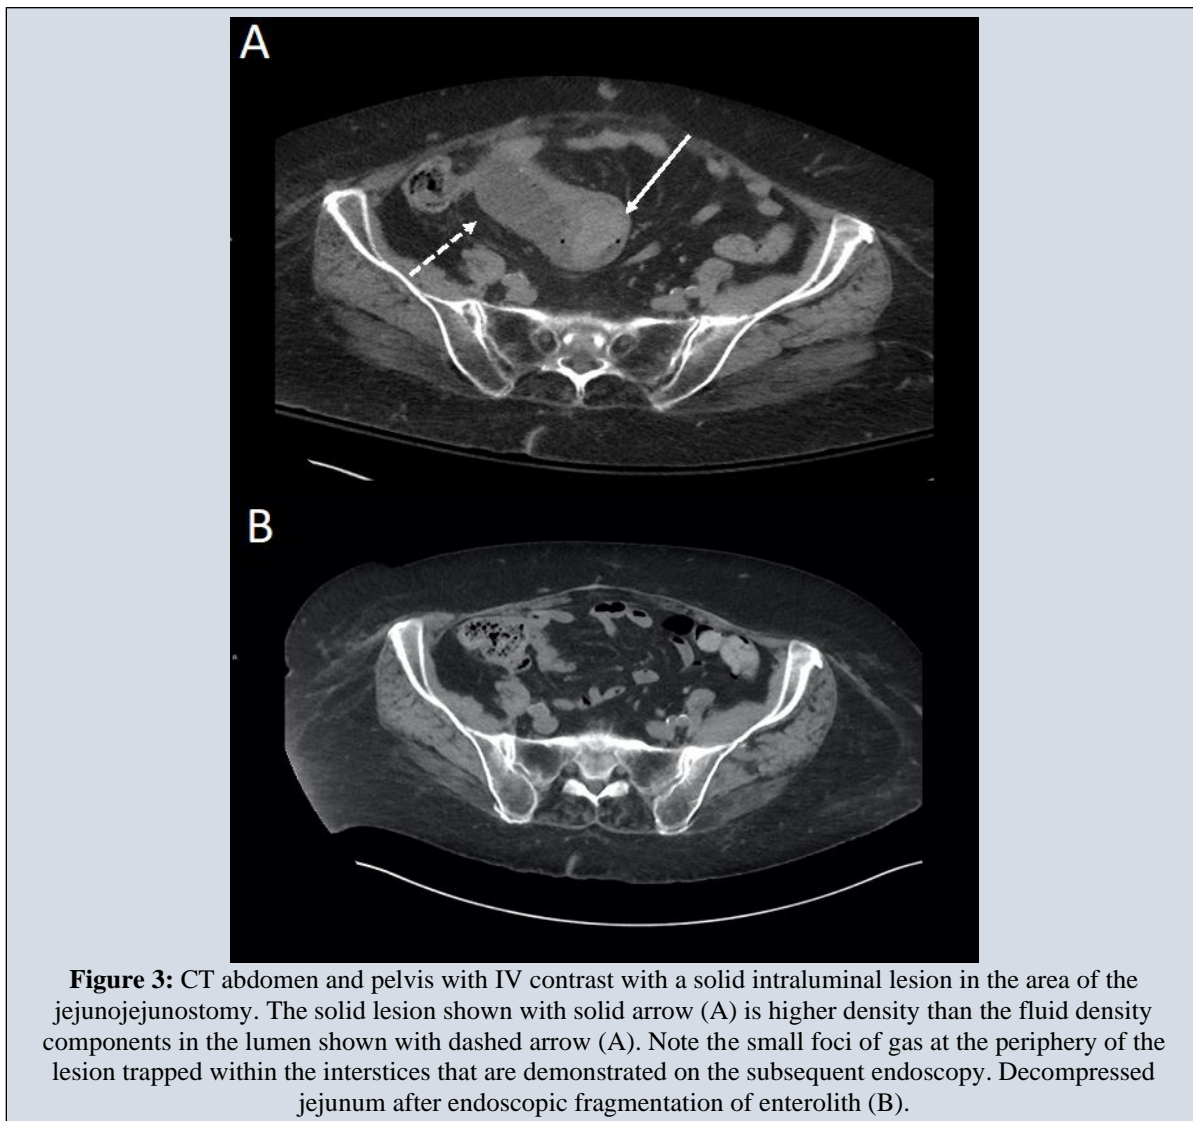 A
B
Figure 3: CT abdomen and pelvis with IV contrast with a solid intraluminal lesion in the area of the
jejunojejunostomy. The solid lesion shown with solid arrow (A) is higher density than the fluid density
components in the lumen shown with dashed arrow (A). Note the small foci of gas at the periphery of the
lesion trapped within the interstices that are demonstrated on the subsequent endoscopy. Decompressed
jejunum after endoscopic fragmentation of enterolith (B).